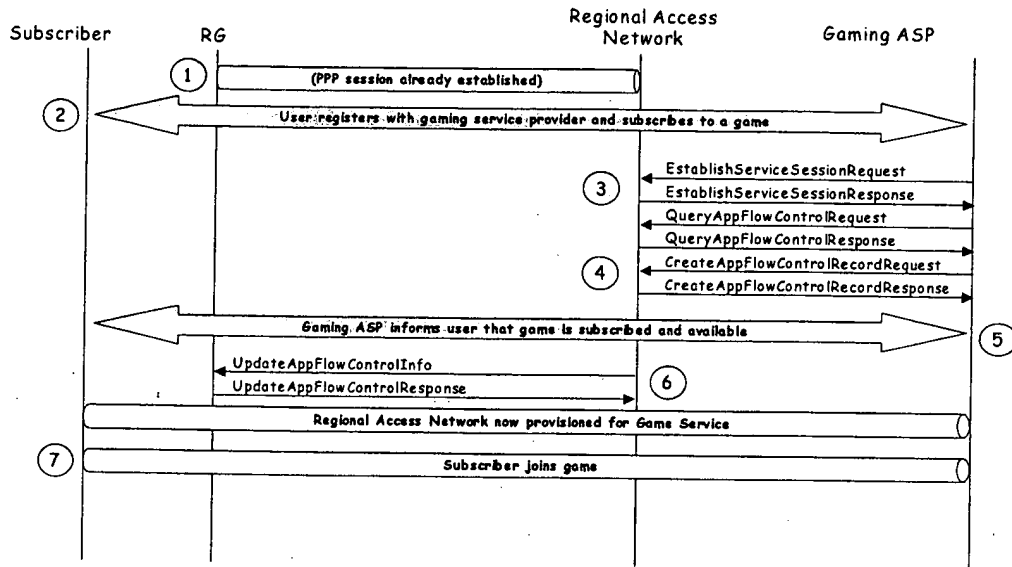 Subscriber
RG
Regional Access
Network
Gaming ASP
1
(PPP session already established)
2
User registers with gaming service provider and subscribes to a game
EstablishServiceSessionRequest
3
EstablishServiceSessionResponse
QueryAppFlowControlRequest
QueryAppFlowControlResponse
4
CreateAppFlowControlRecordRequest
CreateAppFlowControlRecordResponse
Gaming ASP informs user that game is subscribed and available
5
UpdateAppFlowControlInfo
6
UpdateAppFlowControlResponse
Regional Access Network now provisioned for Game Service
7
Subscriber joins game